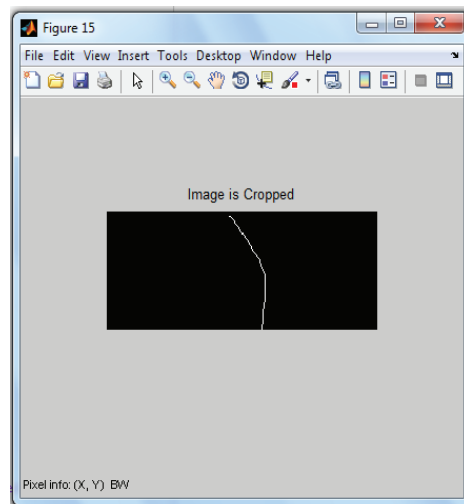 Figure 15
File Edit View Insert Tools Desktop Window Help
Image is Cropped
Pixel info: (X, Y) BW